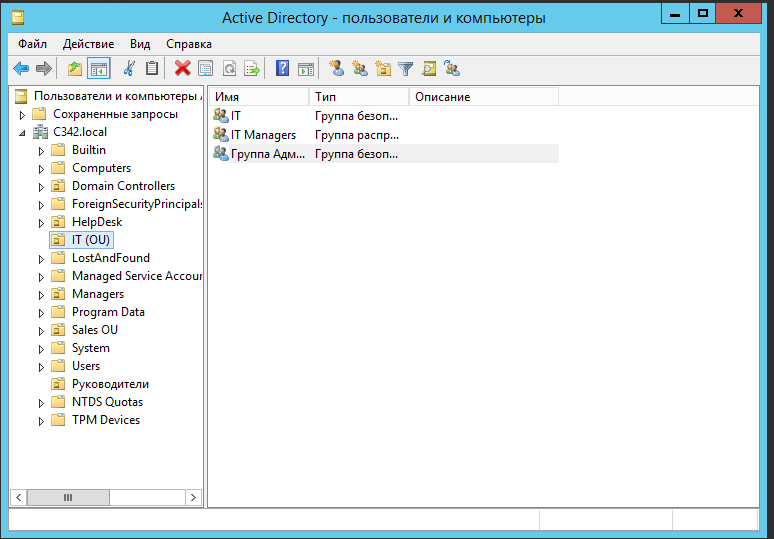 Active Directory - пользователи и компьютеры
Файл Действие Вид Справка
Пользователи и компьютеры
Сохраненные запросы
C342.local
Builtin
Computers
Domain Controllers
ForeignSecurityPrincipals
HelpDesk
IT (OU)
LostAndFound
Managed Service Accour
Managers
Program Data
Sales OU
System
Users
Руководители
NTDS Quotas
TPM Devices
Имя Тип Описание
IT Группа безоп...
IT Managers Группа распр...
Группа Адм... Группа безоп...